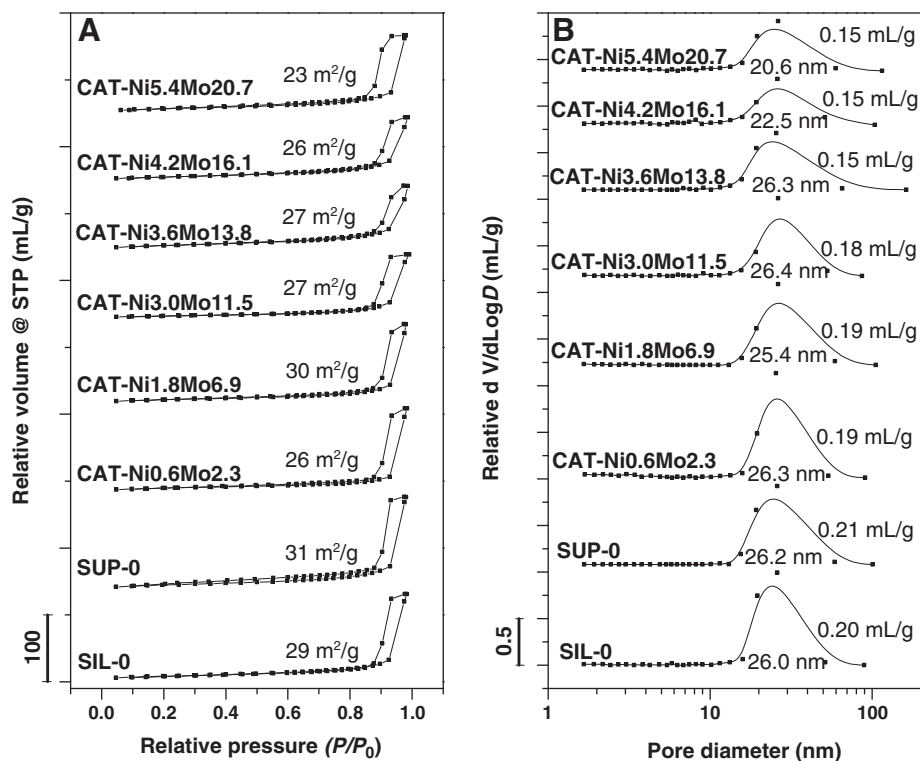 A
CAT-Ni5.4Mo20.7
23 m²/g
CAT-Ni4.2Mo16.1
26 m²/g
CAT-Ni3.6Mo13.8
27 m²/g
CAT-Ni3.0Mo11.5
27 m²/g
CAT-Ni1.8Mo6.9
30 m²/g
CAT-Ni0.6Mo2.3
26 m²/g
SUP-0
31 m²/g
SIL-0
29 m²/g
100
Relative volume @ STP (mL/g)
0.0 0.2 0.4 0.6 0.8 1.0
Relative pressure (P/P₀)
B
0.15 mL/g
CAT-Ni5.4Mo20.7
20.6 nm
0.15 mL/g
CAT-Ni4.2Mo16.1
22.5 nm
0.15 mL/g
CAT-Ni3.6Mo13.8
26.3 nm
0.18 mL/g
CAT-Ni3.0Mo11.5
26.4 nm
0.19 mL/g
CAT-Ni1.8Mo6.9
25.4 nm
0.19 mL/g
CAT-Ni0.6Mo2.3
26.3 nm
0.21 mL/g
SUP-0
26.2 nm
0.20 mL/g
SIL-0
26.0 nm
0.5
Relative d V/dLogD (mL/g)
1 10 100
Pore diameter (nm)